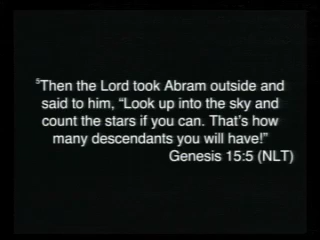 ⁵Then the Lord took Abram outside and
said to him, “Look up into the sky and
count the stars if you can. That’s how
many descendants you will have!”
Genesis 15:5 (NLT)